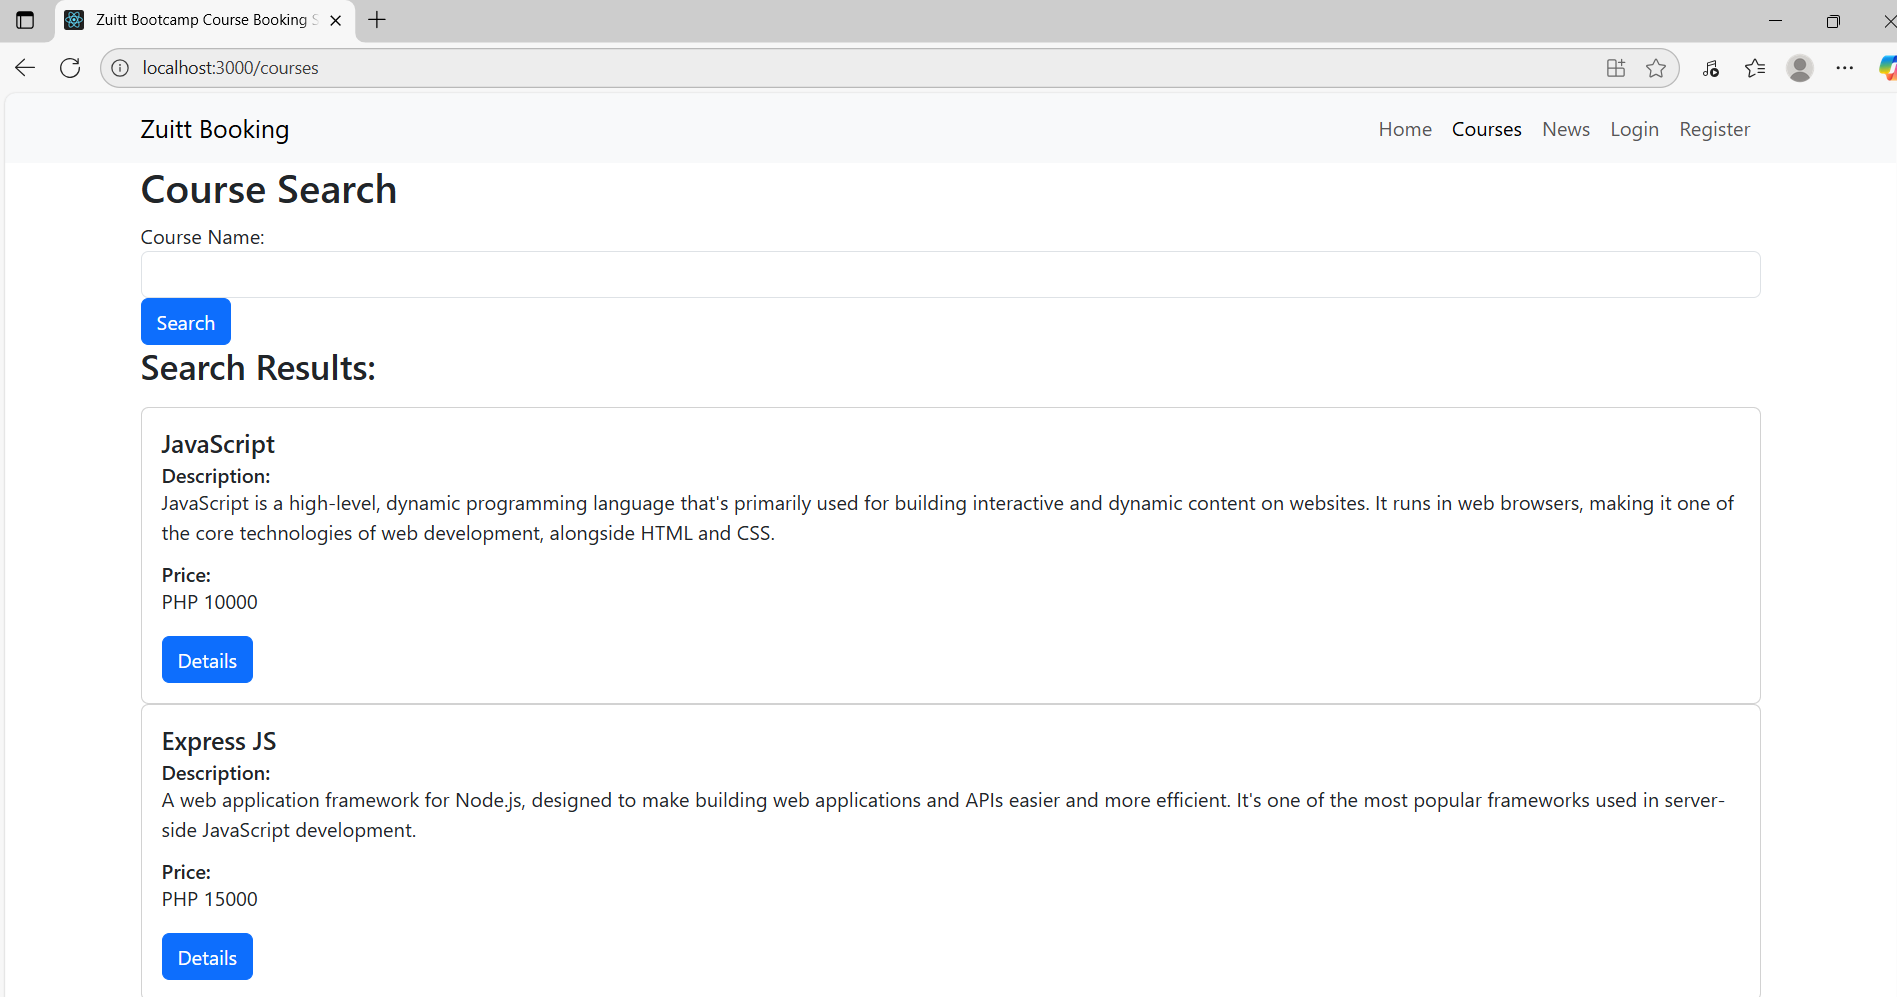 Zuitt Bootcamp Course Booking
localhost:3000/courses
Zuitt Booking
Home Courses News Login Register
Course Search
Course Name:
Search
Search Results:
JavaScript
Description:
JavaScript is a high-level, dynamic programming language that's primarily used for building interactive and dynamic content on websites. It runs in web browsers, making it one of
the core technologies of web development, alongside HTML and CSS.
Price:
PHP 10000
Details
Express JS
Description:
A web application framework for Node.js, designed to make building web applications and APIs easier and more efficient. It's one of the most popular frameworks used in server-
side JavaScript development.
Price:
PHP 15000
Details